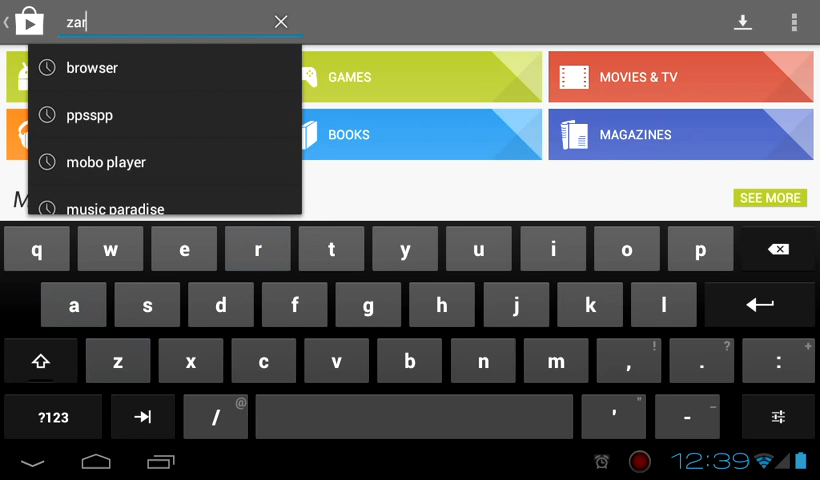 zar
browser
ppsspp
mobo player
music paradise
GAMES
MOVIES & TV
BOOKS
MAGAZINES
M
SEE MORE
q w e r t y u i o p
a s d f g h j k l
z x c v b n m , ! . ? : +
?123 / @ ' " - _
12:39